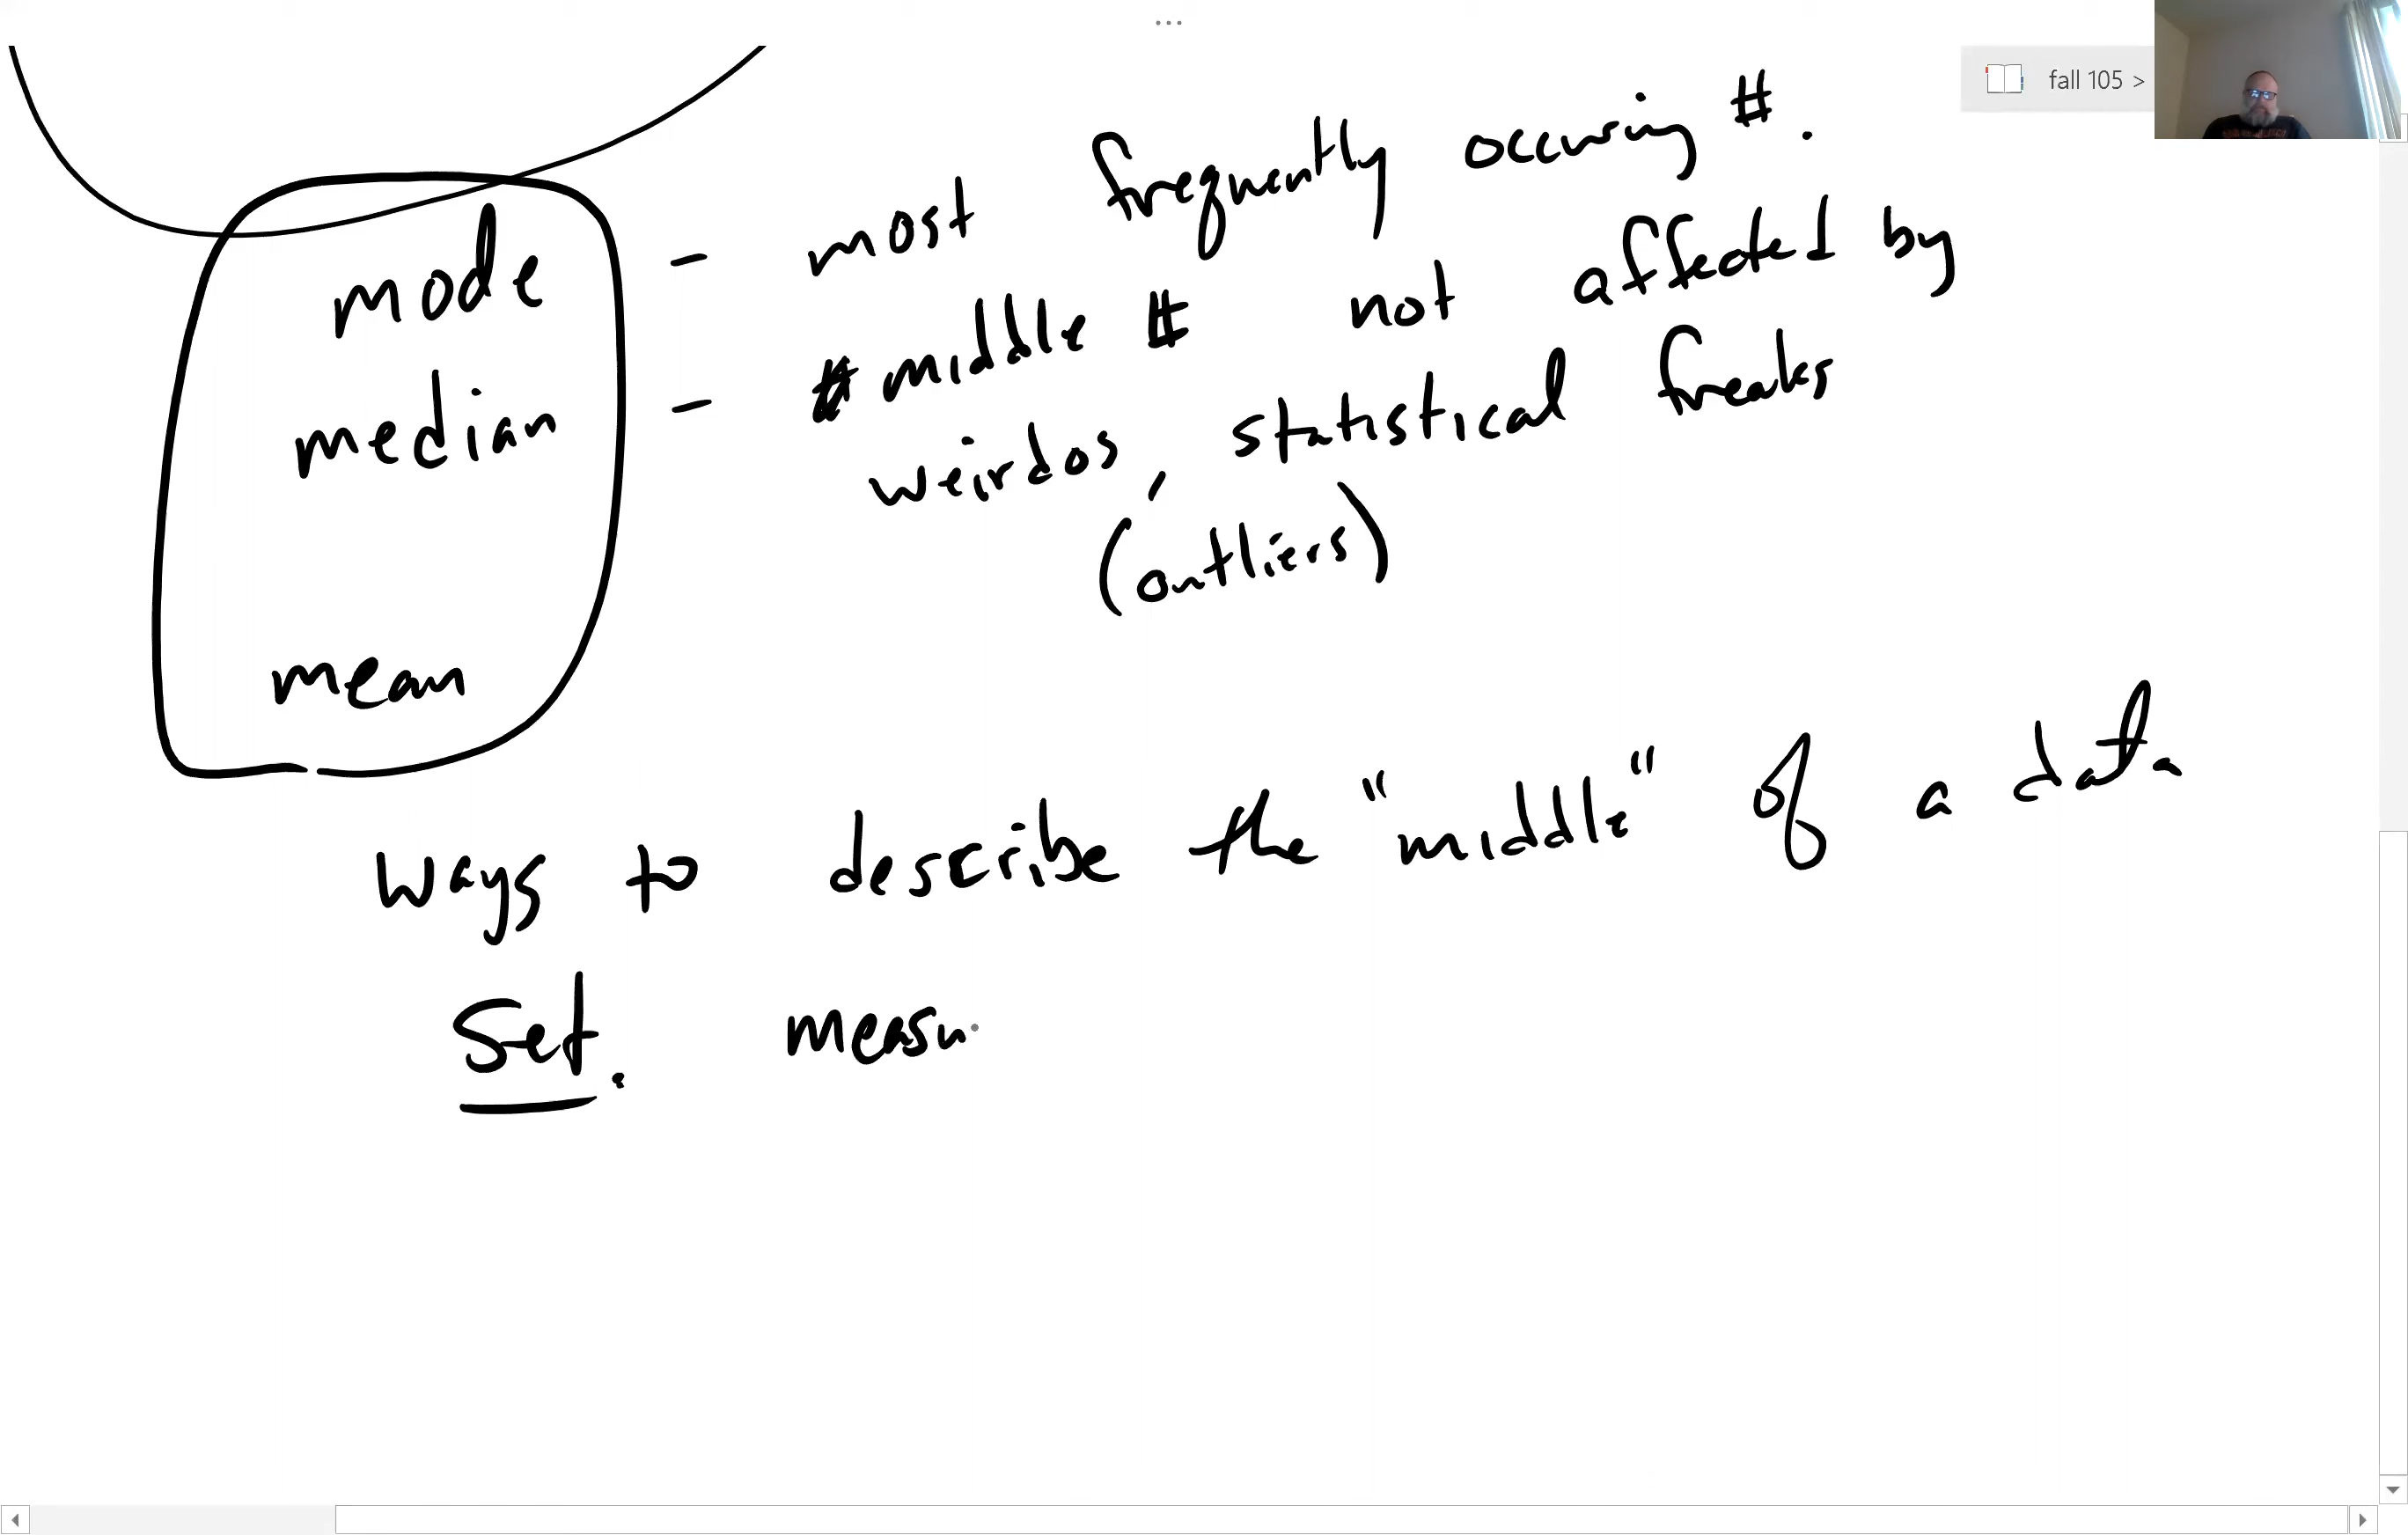 fall 105 >
mode - most frequently occuring #.
median - # middle # not affected by
weirdos, statistical freaks
(outliers)
mean
Ways to describe the "middle" of a data
Set. measu